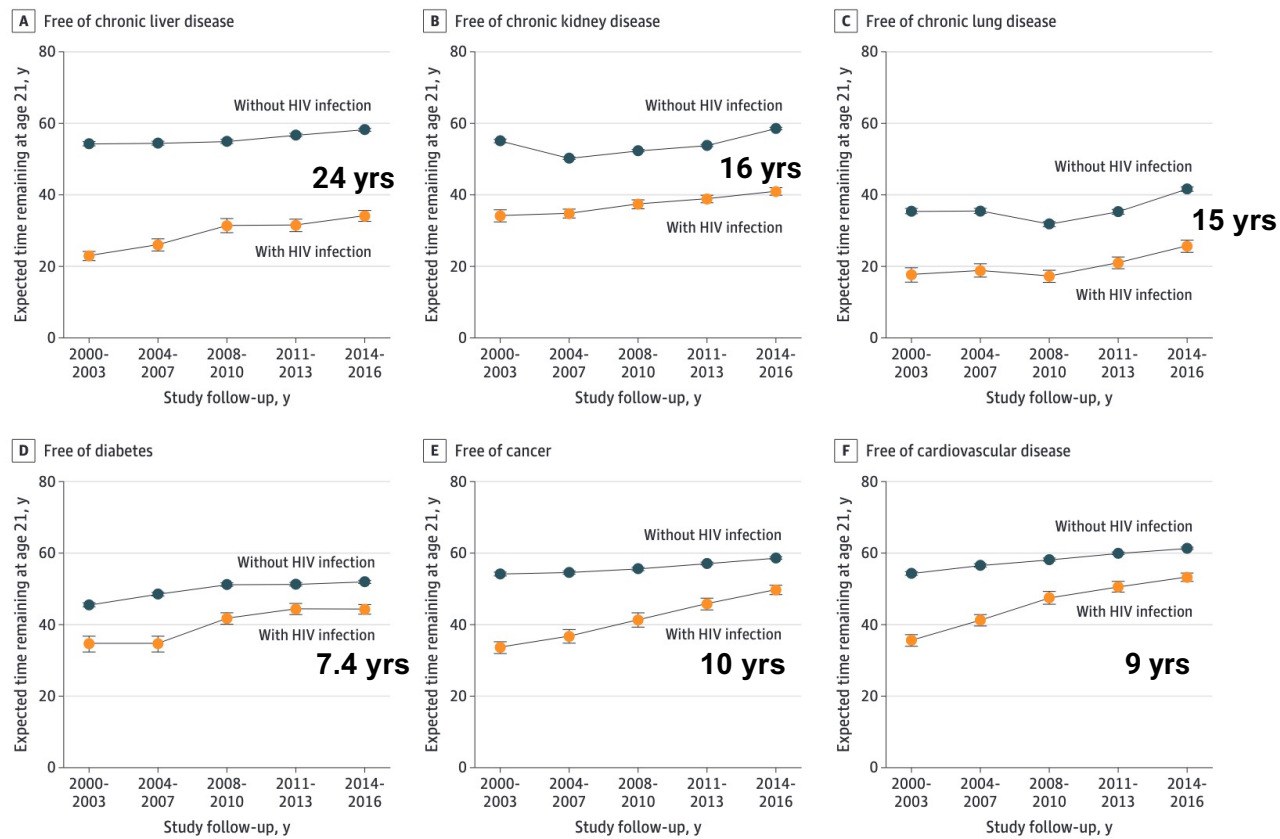 A Free of chronic liver disease
Expected time remaining at age 21, y
80
60
40
20
0
Without HIV infection
24 yrs
With HIV infection
2000-
2003
2004-
2007
2008-
2010
2011-
2013
2014-
2016
Study follow-up, y
B Free of chronic kidney disease
Expected time remaining at age 21, y
80
60
40
20
0
Without HIV infection
16 yrs
With HIV infection
2000-
2003
2004-
2007
2008-
2010
2011-
2013
2014-
2016
Study follow-up, y
C Free of chronic lung disease
Expected time remaining at age 21, y
80
60
40
20
0
Without HIV infection
15 yrs
With HIV infection
2000-
2003
2004-
2007
2008-
2010
2011-
2013
2014-
2016
Study follow-up, y
D Free of diabetes
Expected time remaining at age 21, y
80
60
40
20
0
Without HIV infection
With HIV infection
7.4 yrs
2000-
2003
2004-
2007
2008-
2010
2011-
2013
2014-
2016
Study follow-up, y
E Free of cancer
Expected time remaining at age 21, y
80
60
40
20
0
Without HIV infection
With HIV infection
10 yrs
2000-
2003
2004-
2007
2008-
2010
2011-
2013
2014-
2016
Study follow-up, y
F Free of cardiovascular disease
Expected time remaining at age 21, y
80
60
40
20
0
Without HIV infection
With HIV infection
9 yrs
2000-
2003
2004-
2007
2008-
2010
2011-
2013
2014-
2016
Study follow-up, y